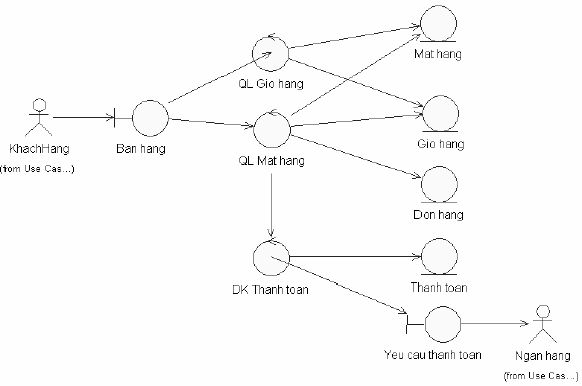 Mat hang
QL Gio hang
KhachHang
(from Use Cas...)
Ban hang
QL Mat hang
Gio hang
Don hang
DK Thanh toan
Thanh toan
Yeu cau thanh toan
Ngan hang
(from Use Cas...)